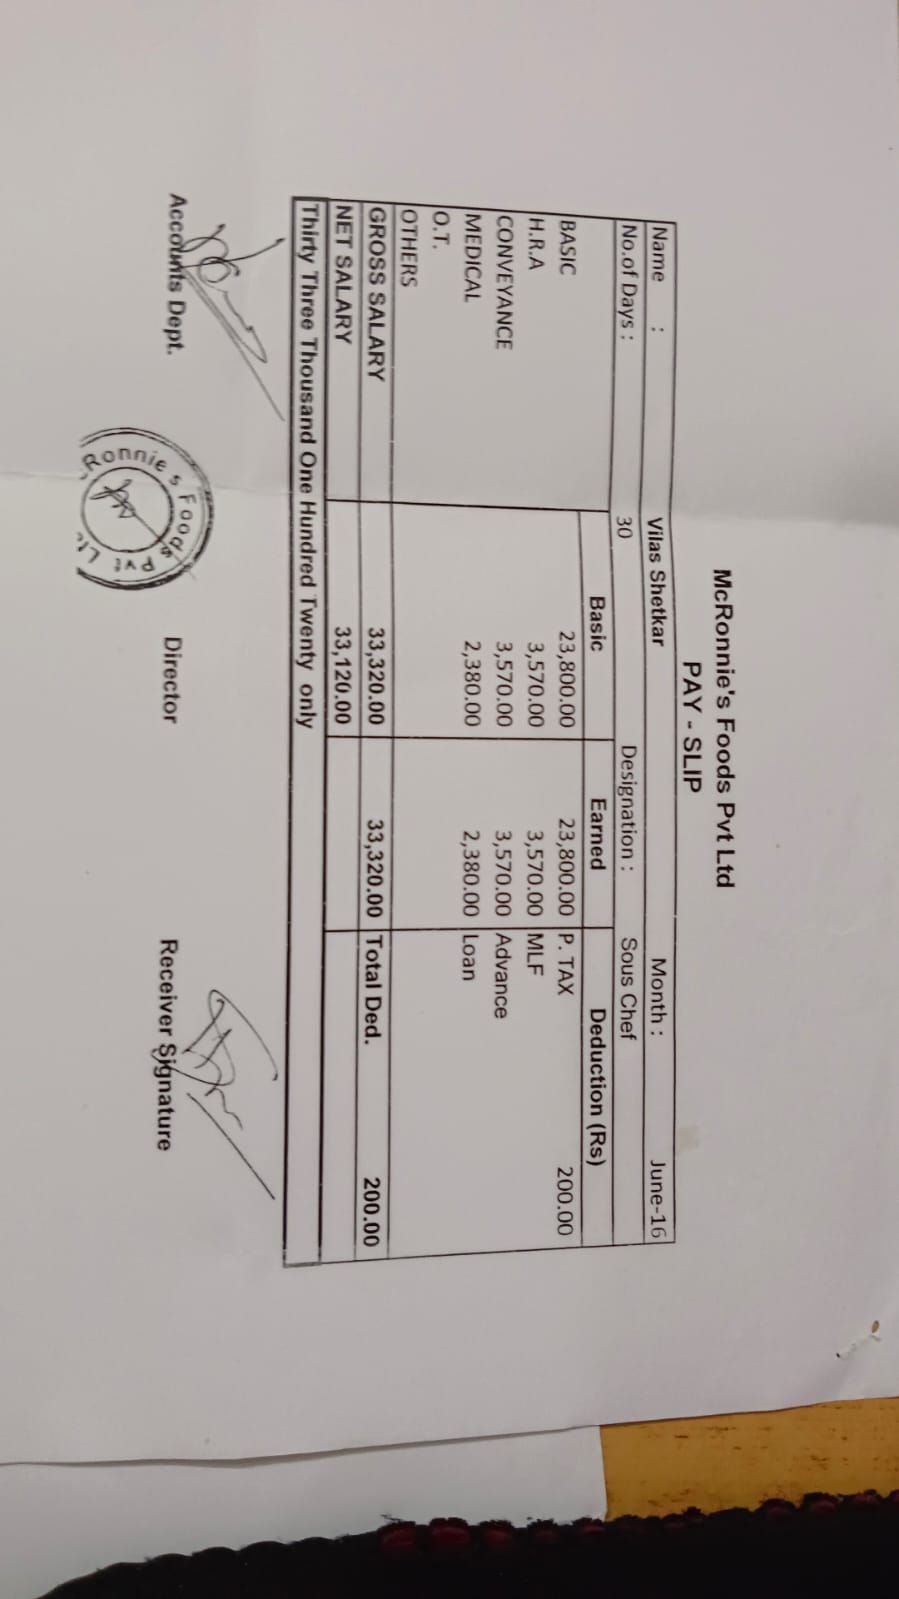 McRonnie's Foods Pvt Ltd
PAY - SLIP
Name : Vilas Shetkar Month : June-16
No.of Days : 30 Designation : Sous Chef
Basic Earned Deduction (Rs)
BASIC 23,800.00 23,800.00 P. TAX 200.00
H.R.A 3,570.00 3,570.00 MLF
CONVEYANCE 3,570.00 3,570.00 Advance
MEDICAL 2,380.00 2,380.00 Loan
O.T.
OTHERS
GROSS SALARY 33,320.00 33,320.00 Total Ded. 200.00
NET SALARY 33,120.00
Thirty Three Thousand One Hundred Twenty only
Accounts Dept. Director Receiver Signature
Ronnie's Foods Pvt